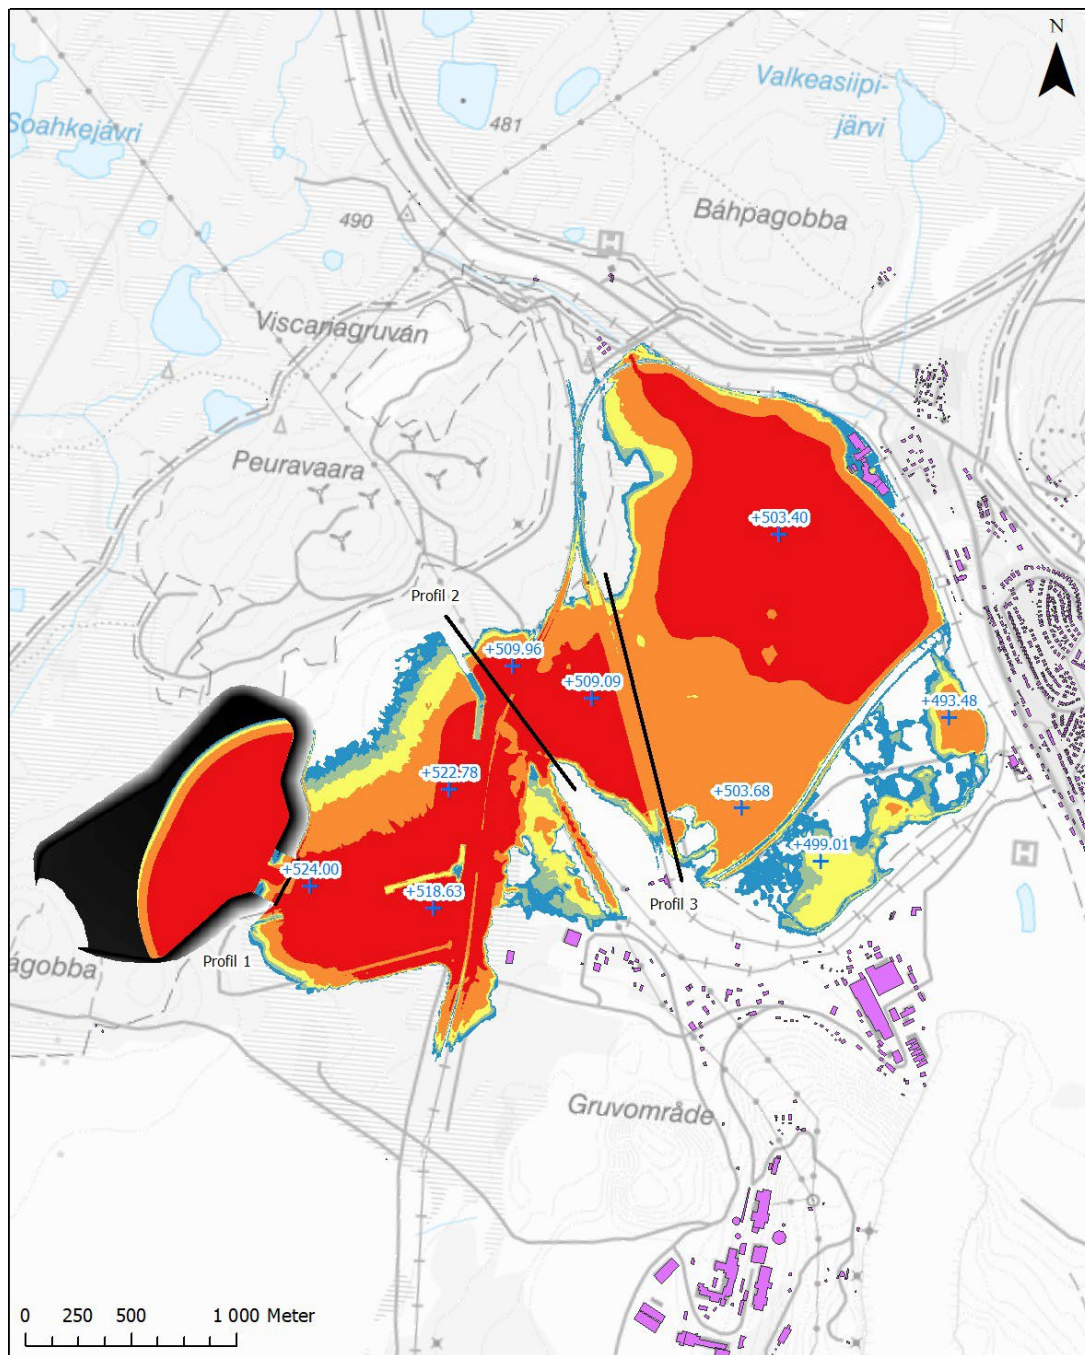 N
Valkeasiipi-
järvi
Soahkejávri
481
Báhpagobba
490
H
Viscariagruvan
Peuravaara
+503.40
Profil 2
+509.96
+509.09
+493.48
+522.78
+503.68
+499.01
H
+524.00
+518.63
Profil 3
Profil 1
ágobba
Gruvområde
0 250 500 1 000 Meter